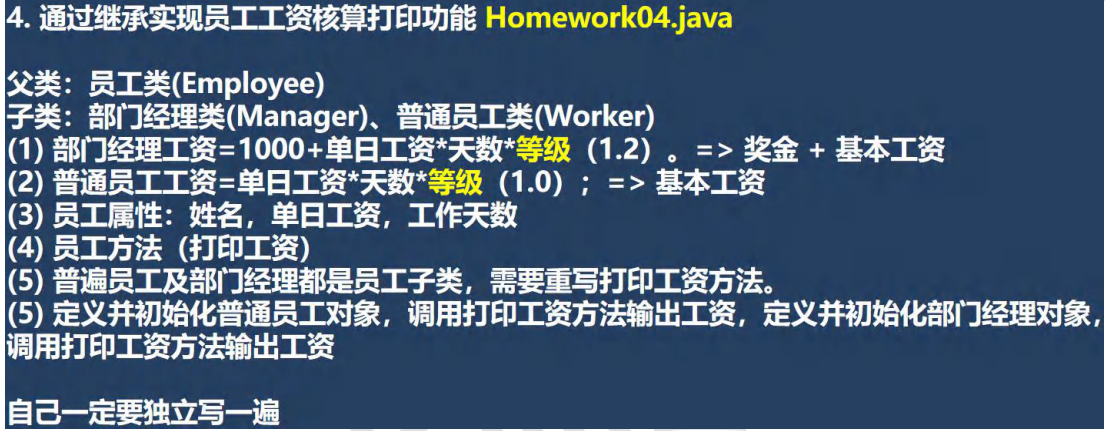 4. 通过继承实现员工工资核算打印功能 Homework04.java
父类：员工类(Employee)
子类：部门经理类(Manager)、普通员工类(Worker)
(1) 部门经理工资=1000+单日工资*天数*等级（1.2）。=> 奖金 + 基本工资
(2) 普通员工工资=单日工资*天数*等级（1.0）; => 基本工资
(3) 员工属性：姓名，单日工资，工作天数
(4) 员工方法（打印工资）
(5) 普遍员工及部门经理都是员工子类，需要重写打印工资方法。
(5) 定义并初始化普通员工对象，调用打印工资方法输出工资，定义并初始化部门经理对象，
调用打印工资方法输出工资
自己一定要独立写一遍